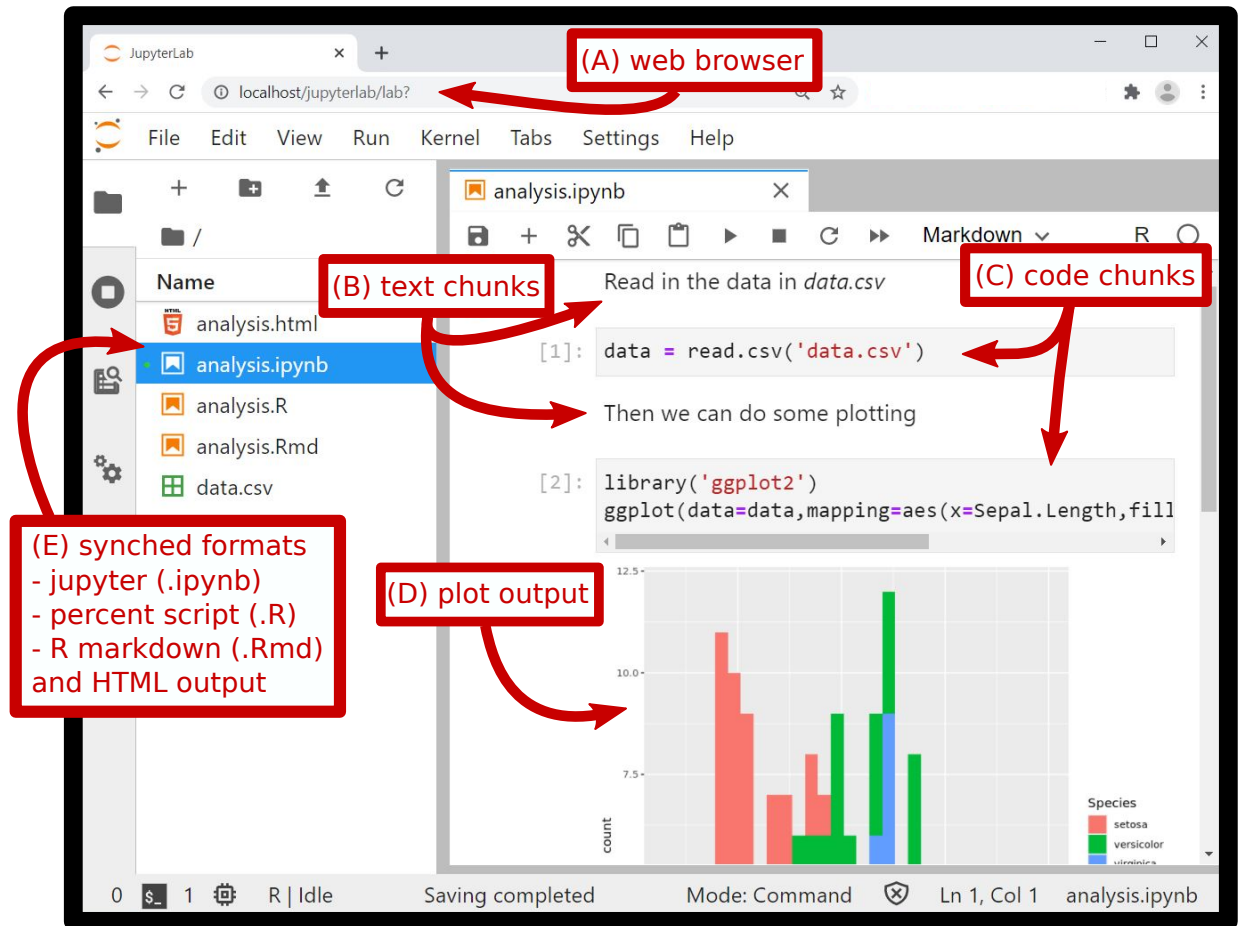 JupyterLab
(A) web browser
localhost/jupyterlab/lab?
File Edit View Run Kernel Tabs Settings Help
analysis.ipynb
/
Markdown
R
Name
(B) text chunks
Read in the data in data.csv
(C) code chunks
analysis.html
analysis.ipynb
analysis.R
analysis.Rmd
data.csv
[1]: data = read.csv('data.csv')
Then we can do some plotting
[2]: library('ggplot2')
ggplot(data=data,mapping=aes(x=Sepal.Length,fill
(E) synched formats
- jupyter (.ipynb)
- percent script (.R)
- R markdown (.Rmd)
and HTML output
(D) plot output
12.5
10.0
7.5
count
Species
setosa
versicolor
virginica
0 $_ 1 R | Idle Saving completed Mode: Command Ln 1, Col 1 analysis.ipynb